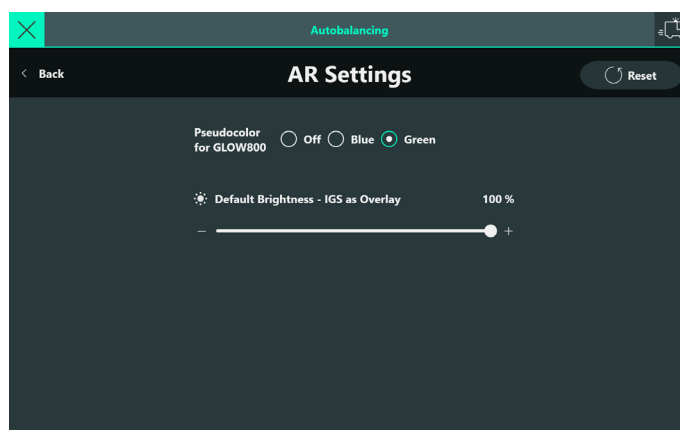 Autobalancing
Back
AR Settings
Reset
Pseudocolor
for GLOW800
Off Blue Green
Default Brightness - IGS as Overlay 100 %